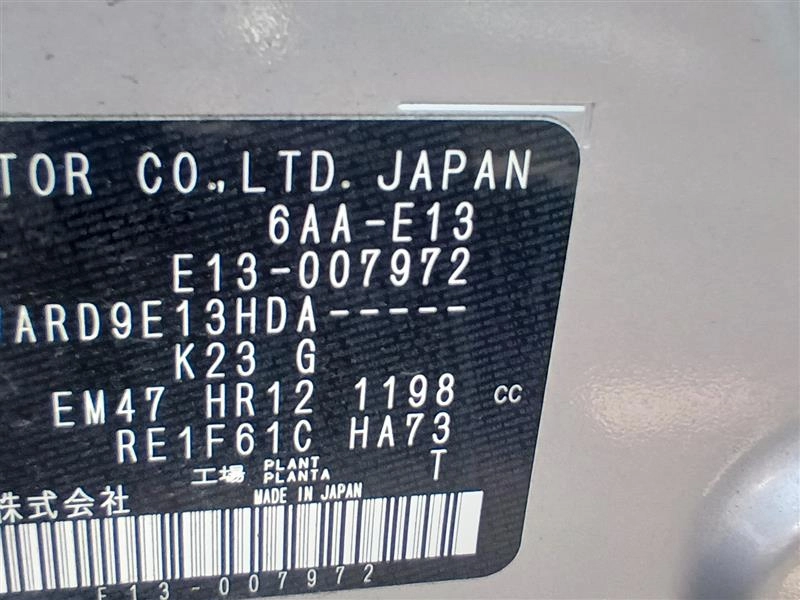 TOR CO.,LTD. JAPAN
6AA-E13
E13-007972
ARD9E13HDA-----
K23 G
EM47 HR12 1198 cc
RE1F61C HA73
工場 PLANT PLANTA T
株式会社 MADE IN JAPAN
E13-007972